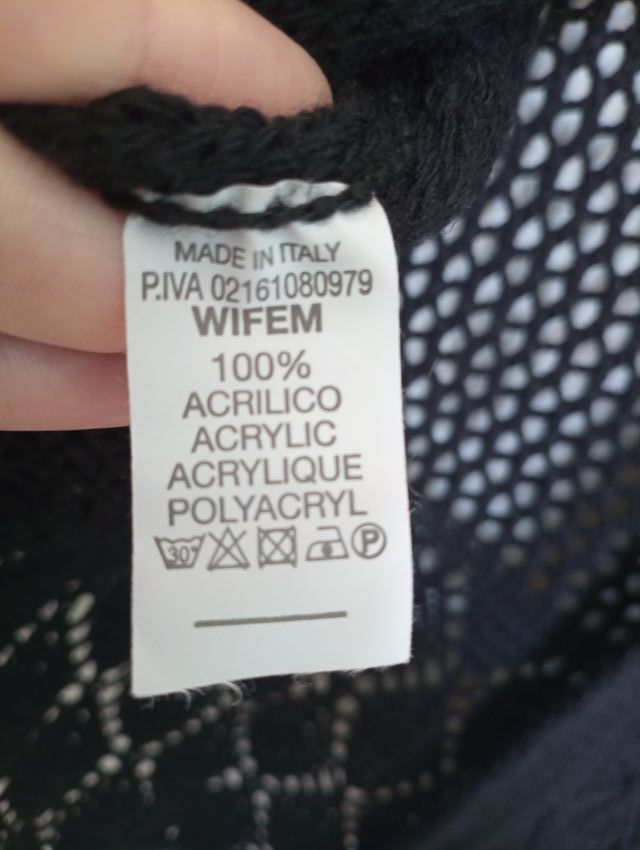 MADE IN ITALY
P.IVA 02161080979
WIFEM
100%
ACRILICO
ACRYLIC
ACRYLIQUE
POLYACRYL
30° P